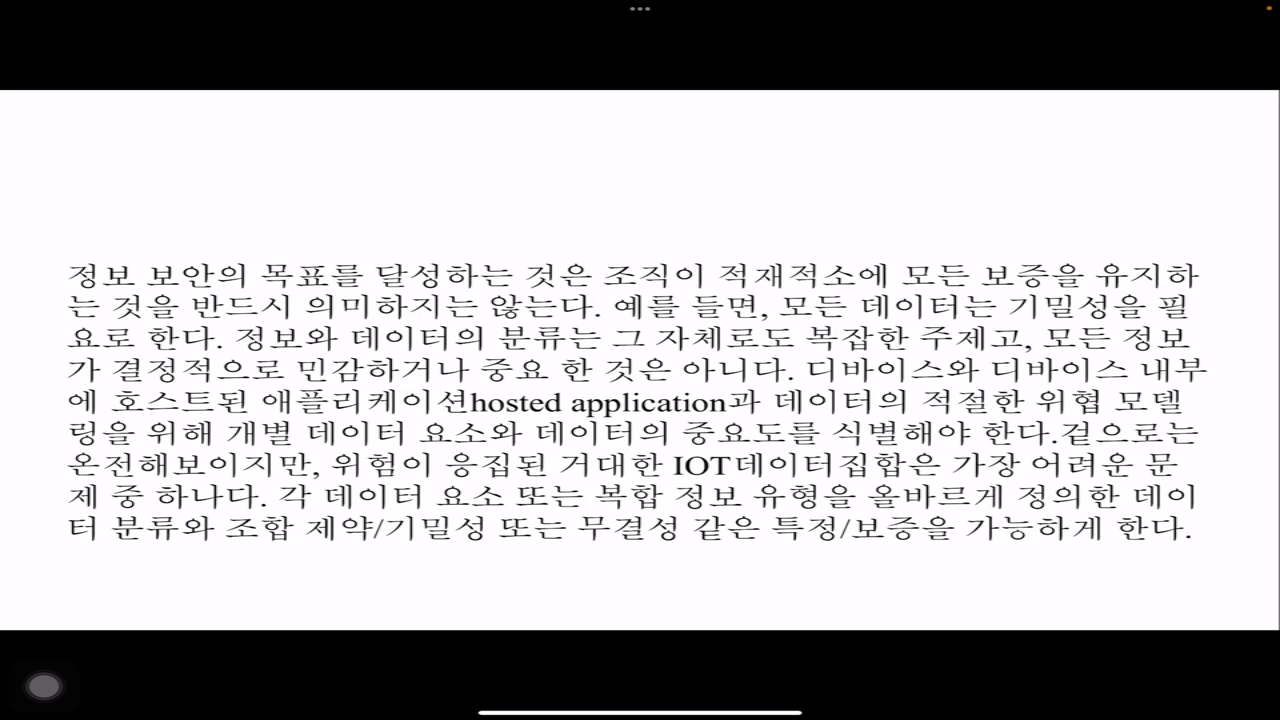 정보 보안의 목표를 달성하는 것은 조직이 적재적소에 모든 보증을 유지하
는 것을 반드시 의미하지는 않는다. 예를 들면, 모든 데이터는 기밀성을 필
요로 한다. 정보와 데이터의 분류는 그 자체로도 복잡한 주제고, 모든 정보
가 결정적으로 민감하거나 중요 한 것은 아니다. 디바이스와 디바이스 내부
에 호스트된 애플리케이션hosted application과 데이터의 적절한 위협 모델
링을 위해 개별 데이터 요소와 데이터의 중요도를 식별해야 한다.겉으로는
온전해보이지만, 위험이 응집된 거대한 IOT데이터집합은 가장 어려운 문
제 중 하나다. 각 데이터 요소 또는 복합 정보 유형을 올바르게 정의한 데이
터 분류와 조합 제약/기밀성 또는 무결성 같은 특정/보증을 가능하게 한다.